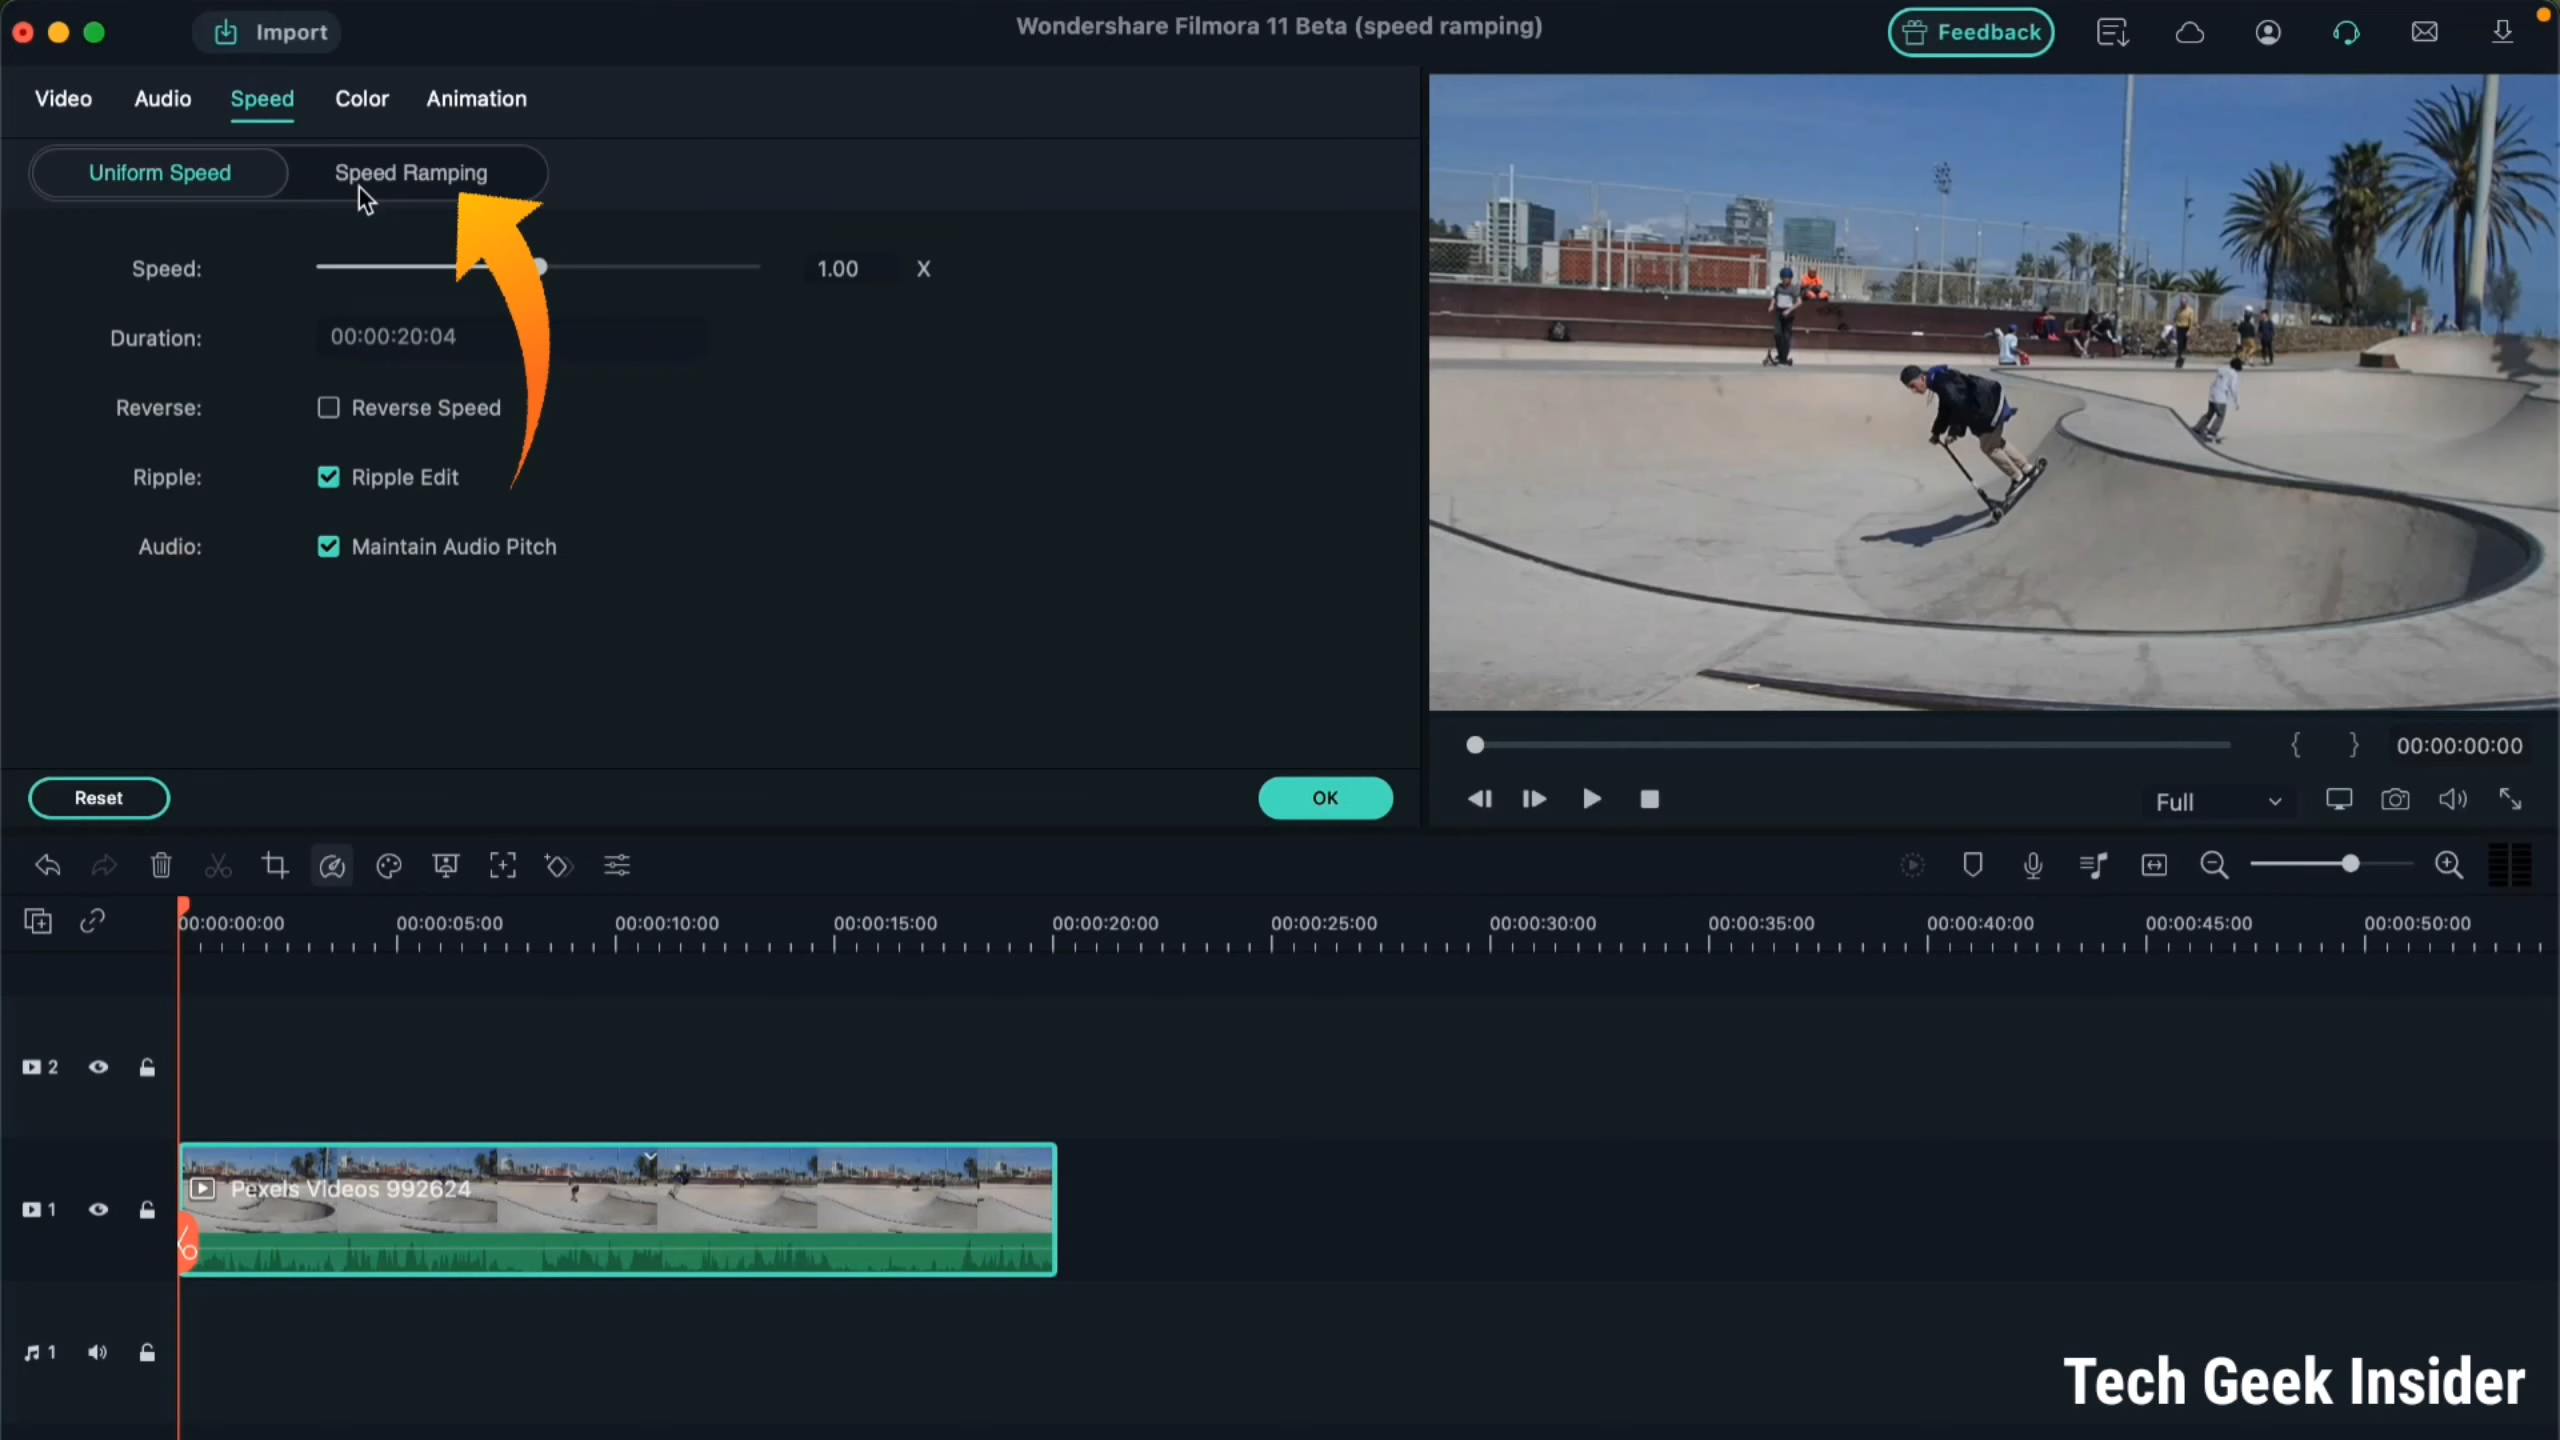 Import
Wondershare Filmora 11 Beta (speed ramping)
Feedback
Video Audio Speed Color Animation
Uniform Speed Speed Ramping
Speed: 1.00 X
Duration: 00:00:20:04
Reverse: Reverse Speed
Ripple: Ripple Edit
Audio: Maintain Audio Pitch
{ } 00:00:00:00
Reset OK
Full
00:00:00:00 00:00:05:00 00:00:10:00 00:00:15:00 00:00:20:00 00:00:25:00 00:00:30:00 00:00:35:00 00:00:40:00 00:00:45:00 00:00:50:00
2
Pexels Videos 992624
1
1
Tech Geek Insider